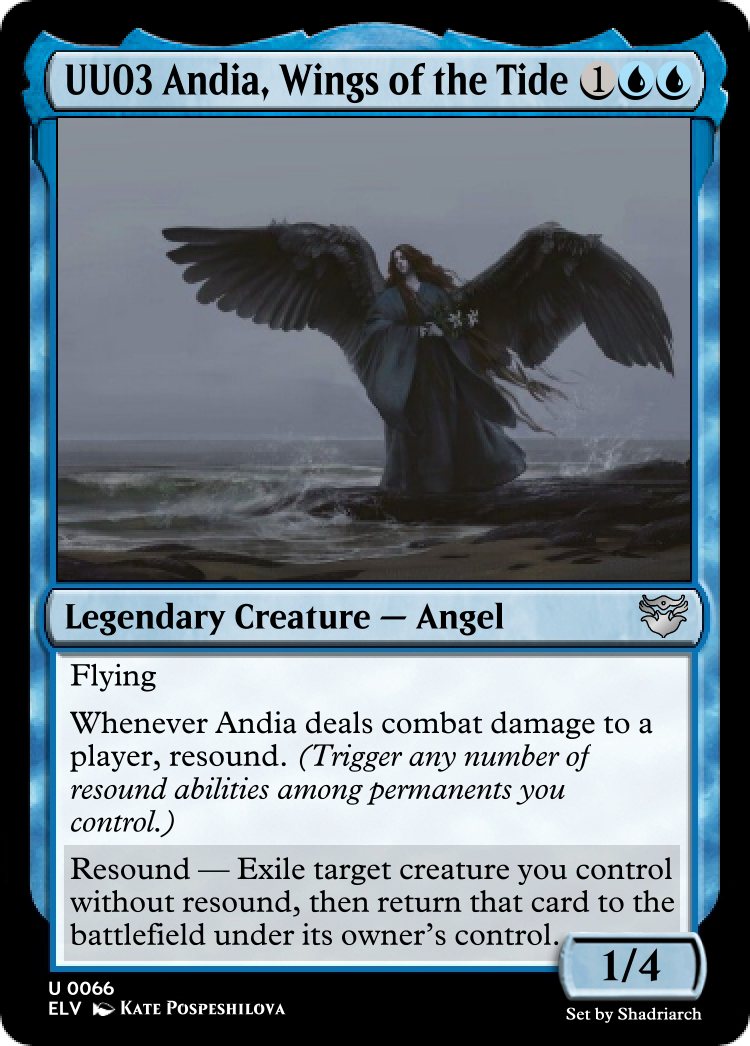 UU03 Andia, Wings of the Tide 1
Legendary Creature — Angel
Flying
Whenever Andia deals combat damage to a
player, resound. (Trigger any number of
resound abilities among permanents you
control.)
Resound — Exile target creature you control
without resound, then return that card to the
battlefield under its owner's control.
1/4
U 0066
ELV Kate Pospeshilova
Set by Shadriarch